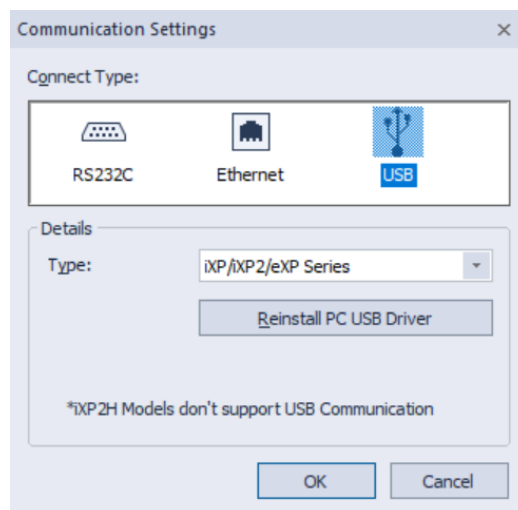 Communication Settings
Connect Type:
RS232C Ethernet USB
Details
Type: iXP/iXP2/eXP Series
Reinstall PC USB Driver
*iXP2H Models don't support USB Communication
OK Cancel